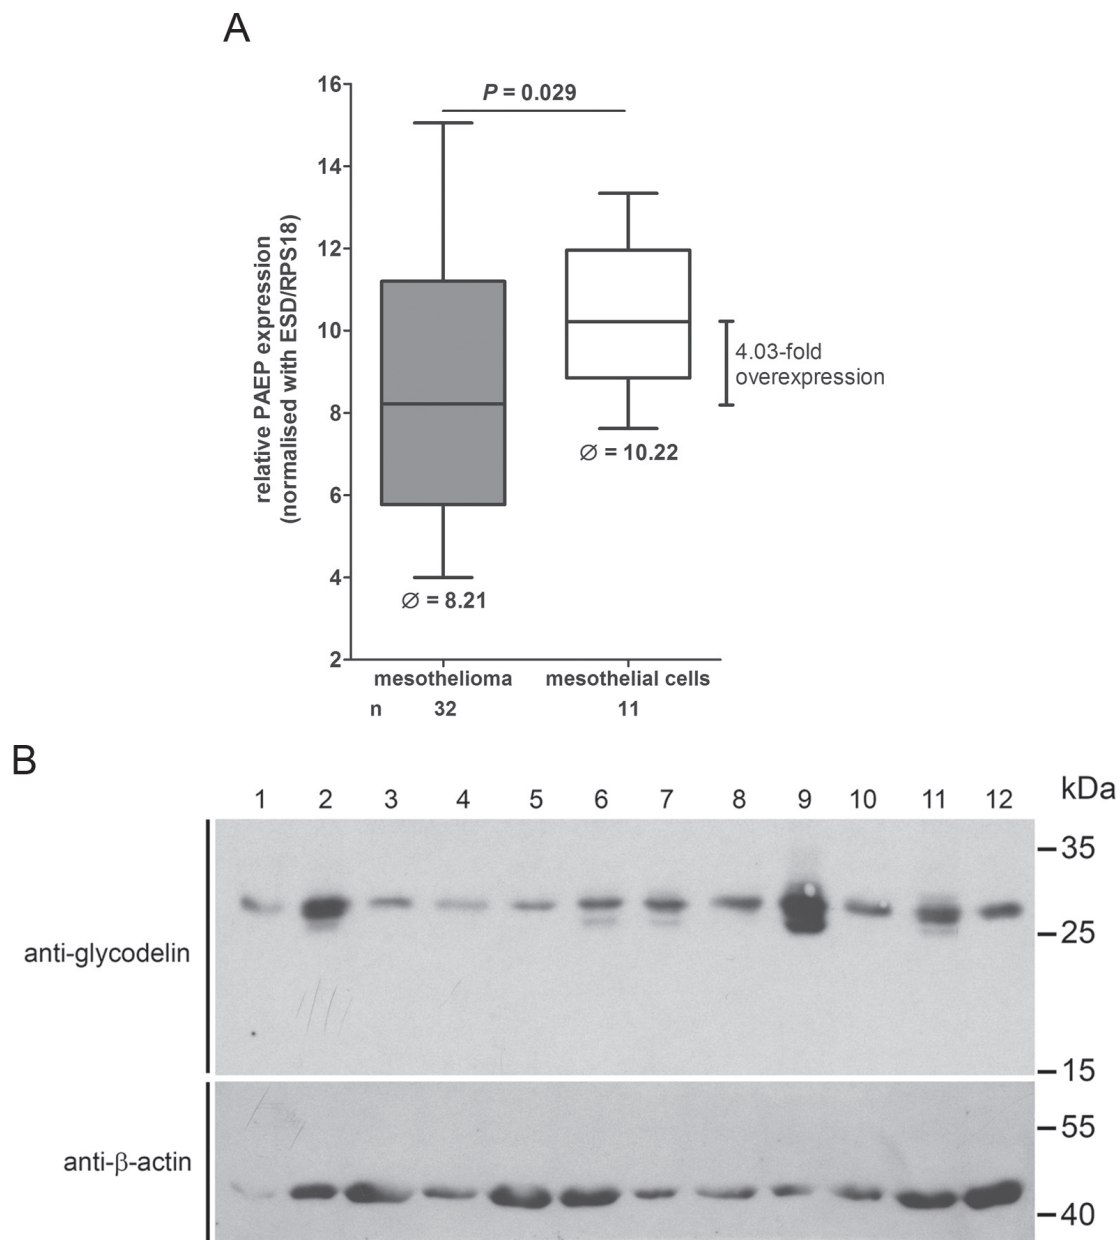 A
P = 0.029
16
14
12
10
8
6
4
2
relative PAEP expression
(normalised with ESD/RPS18)
4.03-fold
overexpression
∅ = 10.22
∅ = 8.21
mesothelioma mesothelial cells
n 32 11
B
1 2 3 4 5 6 7 8 9 10 11 12 kDa
35
anti-glycodelin
25
15
55
anti-β-actin
40